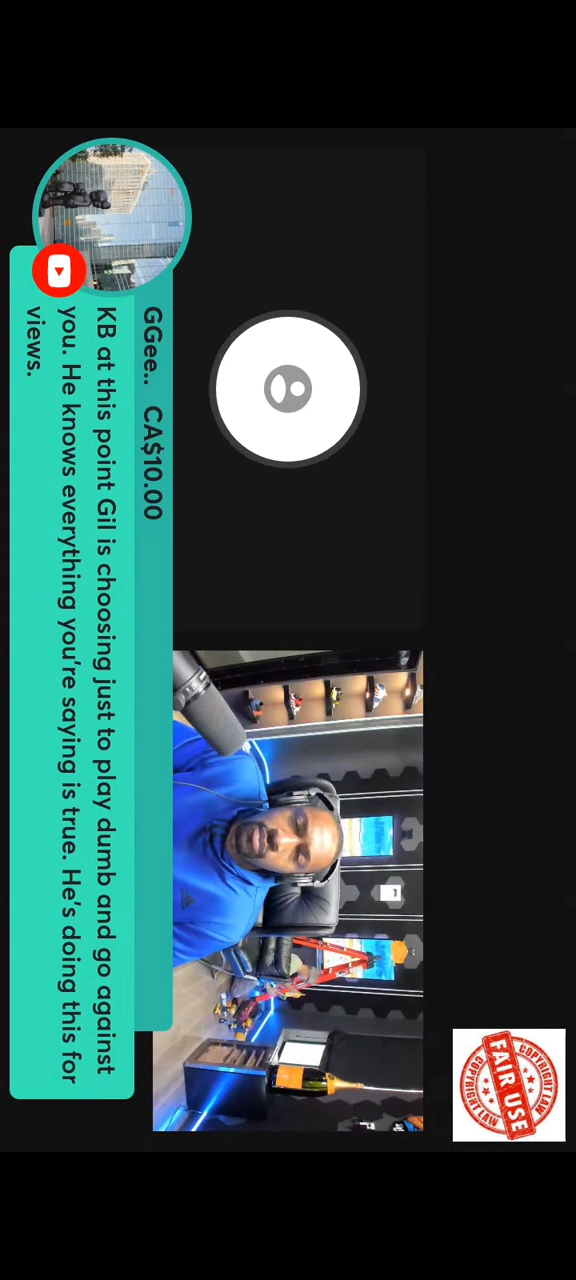 GGee.. CA$10.00
KB at this point Gil is choosing just to play dumb and go against
you. He knows everything you're saying is true. He's doing this for
views.
COPYRIGHT LAW
FAIR USE
COPYRIGHT LAW